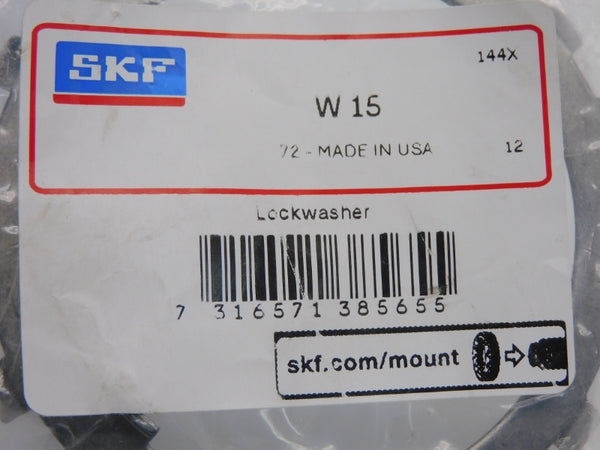 SKF
144X
W 15
72 - MADE IN USA
12
Lockwasher
7 316571 385655
skf.com/mount